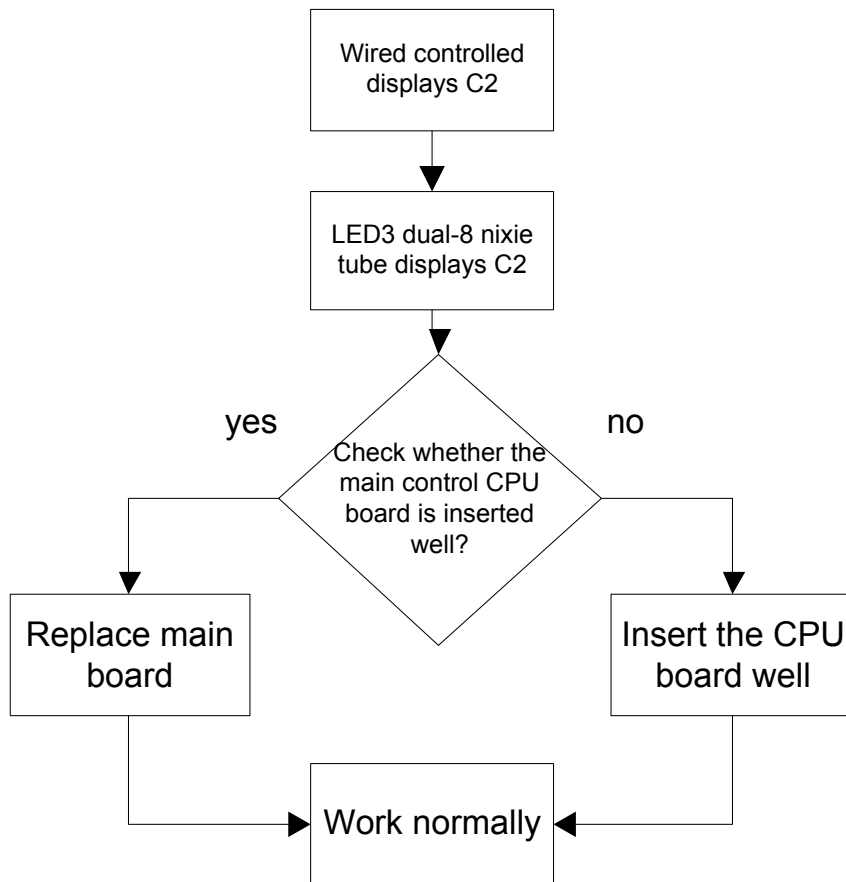 Wired controlled
displays C2
LED3 dual-8 nixie
tube displays C2
yes
no
Check whether the
main control CPU
board is inserted
well?
Replace main
board
Insert the CPU
board well
Work normally